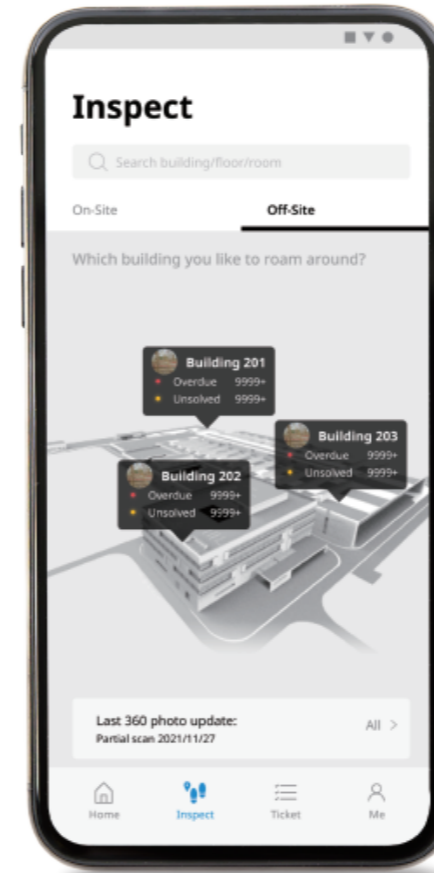 Inspect
Search building/floor/room
On-Site Off-Site
Which building you like to roam around?
Building 201
Overdue 9999+
Unsolved 9999+
Building 203
Overdue 9999+
Unsolved 9999+
Building 202
Overdue 9999+
Unsolved 9999+
Last 360 photo update:
Partial scan 2021/11/27
All >
Home Inspect Ticket Me